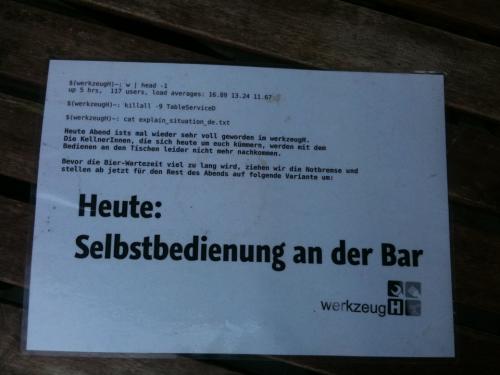 $(werkzeugH)~: w | head -1
up 5 hrs, 117 users, load averages: 16.89 13.24 11.67
$(werkzeugH)~: killall -9 TableServiceD
$(werkzeugH)~: cat explain_situation_de.txt
Heute Abend ists mal wieder sehr voll geworden im werkzeugH.
Die KellnerInnen, die sich heute um euch kümmern, werden mit dem
Bedienen an den Tischen leider nicht mehr nachkommen.
Bevor die Bier-Wartezeit viel zu lang wird, ziehen wir die Notbremse und
stellen ab jetzt für den Rest des Abends auf folgende Variante um:
Heute:
Selbstbedienung an der Bar
werkzeugH